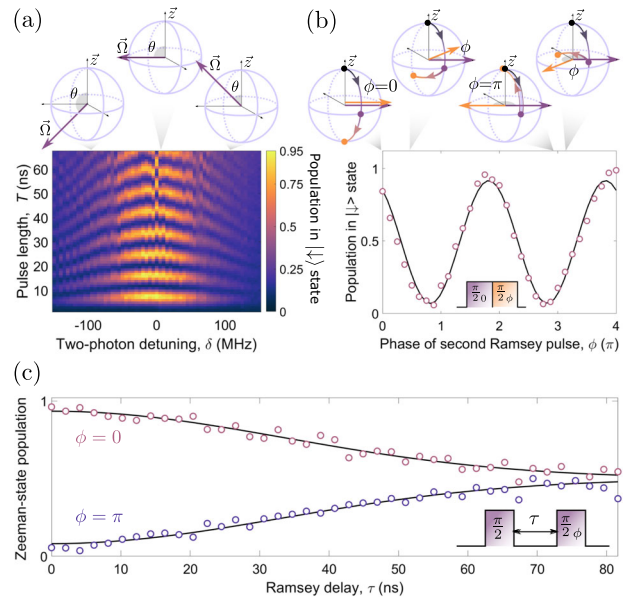 (a)
(b)
z⃗
z⃗
z⃗
θ
θ
θ
Ω⃗
Ω⃗
Ω⃗
z⃗
z⃗
z⃗
z⃗
ϕ
ϕ
ϕ=0
ϕ=π
Pulse length, T (ns)
60
50
40
30
20
10
-100
0
100
Two-photon detuning, δ (MHz)
0.95
0.75
0.5
0.25
0
Population in |↓⟩ state
Population in |↓> state
1
0.5
0
0
1
2
3
4
π/2 0
π/2 ϕ
Phase of second Ramsey pulse, ϕ (π)
(c)
Zeeman-state population
1
0
ϕ = 0
ϕ = π
π/2
τ
π/2 ϕ
0
10
20
30
40
50
60
70
80
Ramsey delay, τ (ns)